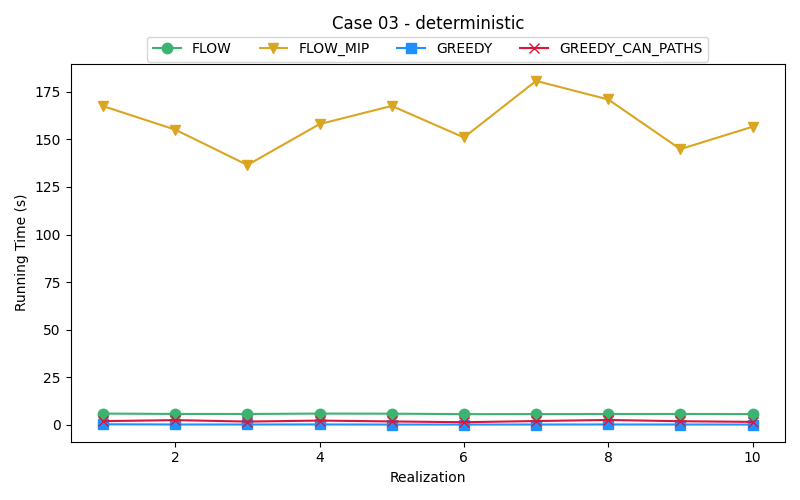 Case 03 - deterministic
FLOW FLOW_MIP GREEDY GREEDY_CAN_PATHS
175
150
125
100
75
50
25
0
Running Time (s)
2 4 6 8 10
Realization